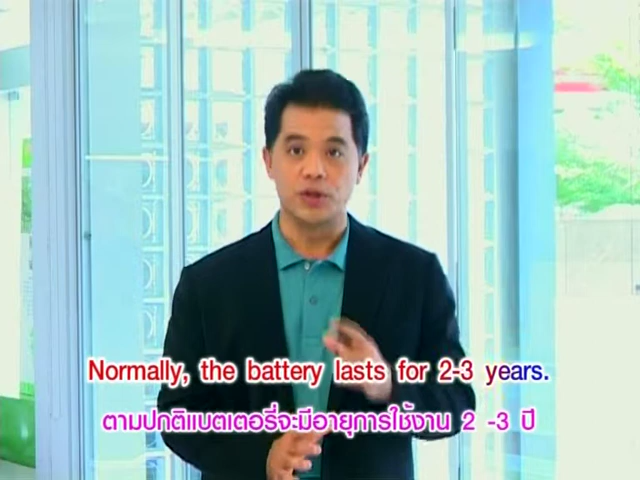 Normally, the battery lasts for 2-3 years.
ตามปกติแบตเตอรี่จะมีอายุการใช้งาน 2 -3 ปี